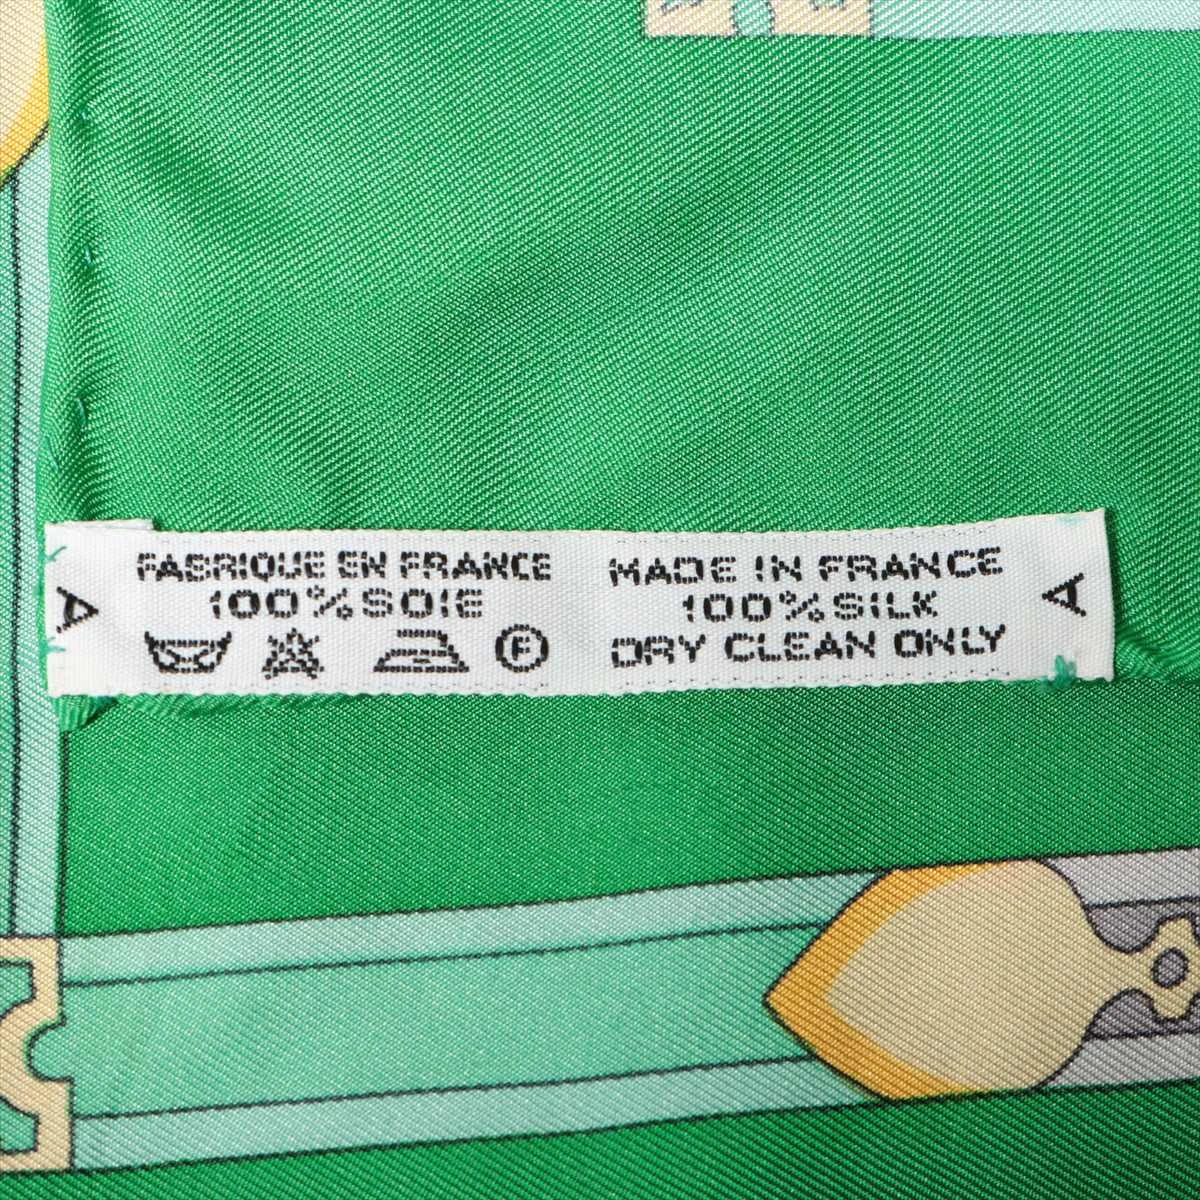 A
FABRIQUE EN FRANCE
100% SOIE
F
MADE IN FRANCE
100% SILK
DRY CLEAN ONLY
A